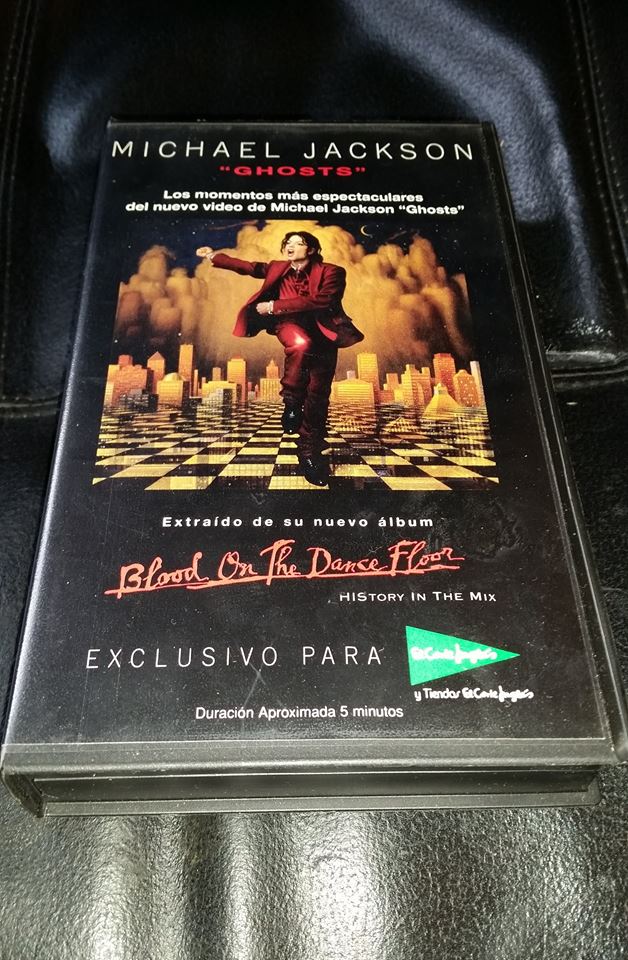 MICHAEL JACKSON
"GHOSTS"
Los momentos más espectaculares
del nuevo video de Michael Jackson "Ghosts"
Extraído de su nuevo álbum
Blood On The Dance Floor
HIStory In The Mix
EXCLUSIVO PARA El Corte Inglés
y Tiendas El Corte Inglés
Duración Aproximada 5 minutos